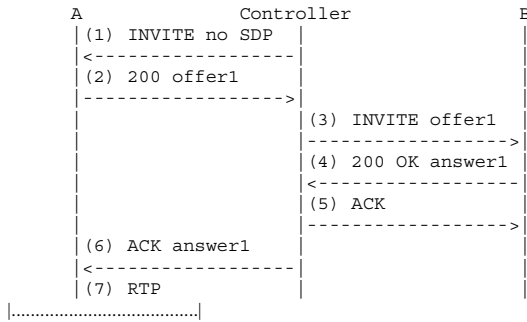 A Controller B
(1) INVITE no SDP
(2) 200 offer1
(3) INVITE offer1
(4) 200 OK answer1
(5) ACK
(6) ACK answer1
(7) RTP